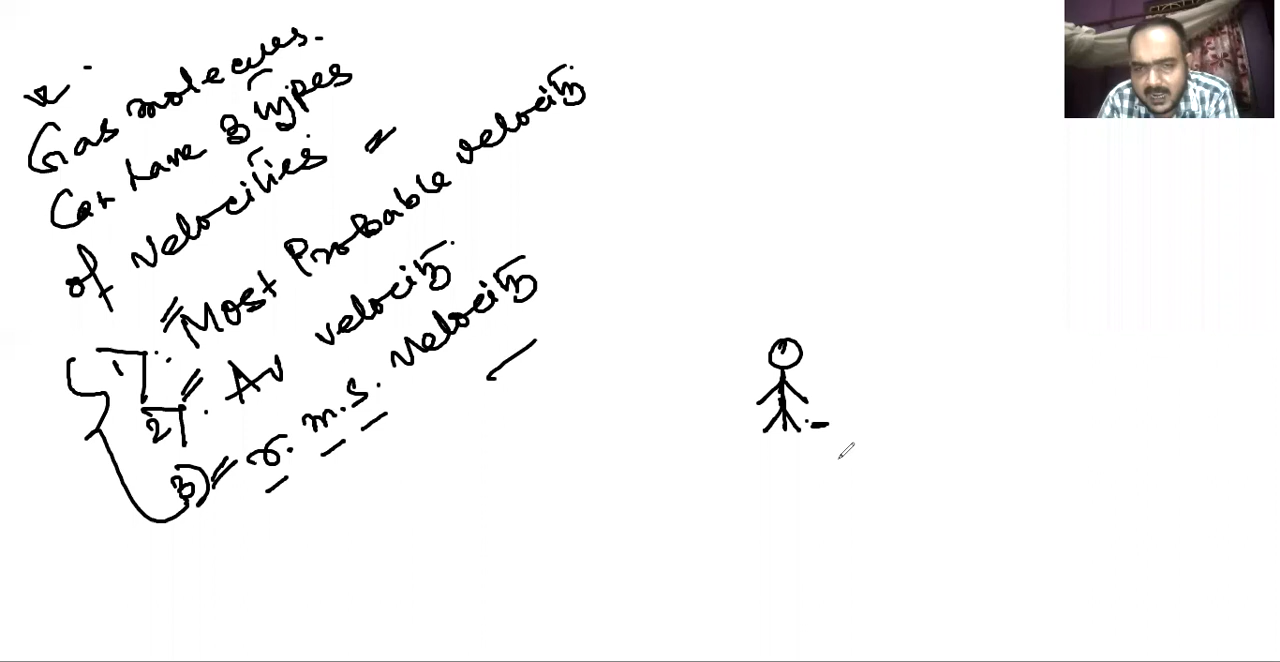 Gas molecules.
Can have 3 types
of velocities =
1. Most Probable velocity
2. Av velocity.
3) r. m. s. velocity